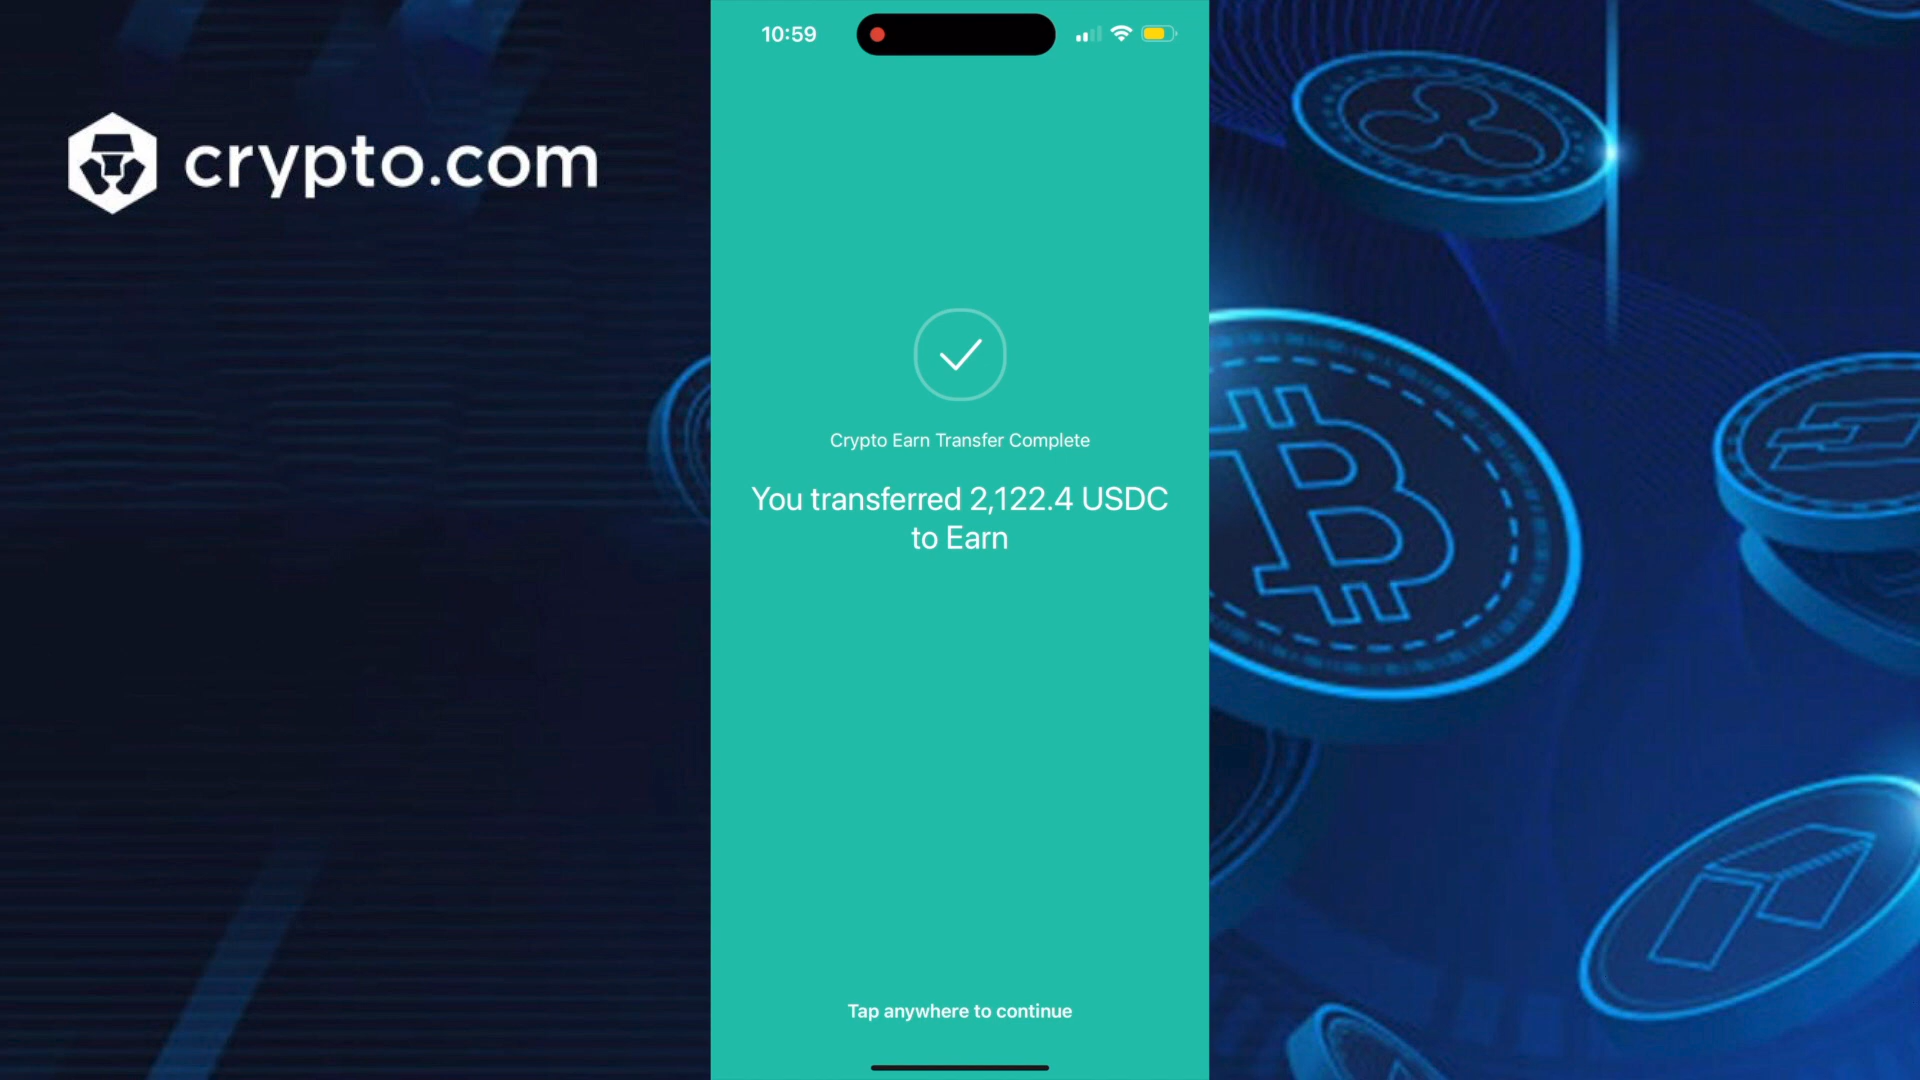 crypto.com
10:59
Crypto Earn Transfer Complete
You transferred 2,122.4 USDC
to Earn
Tap anywhere to continue